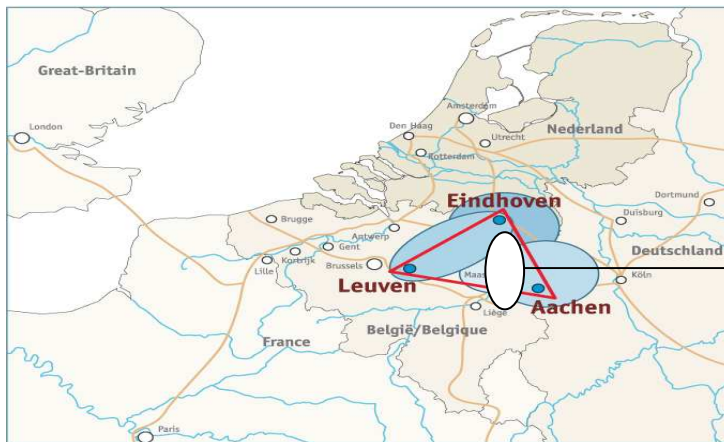 Great-Britain
London
Amsterdam
Den Haag
Utrecht
Nederland
Rotterdam
Eindhoven
Dortmund
Duisburg
Brugge
Antwerp
Gent
Kortrijk
Lille
Brussels
Leuven
Maas
Deutschland
Köln
Aachen
Liège
België/Belgique
France
Paris